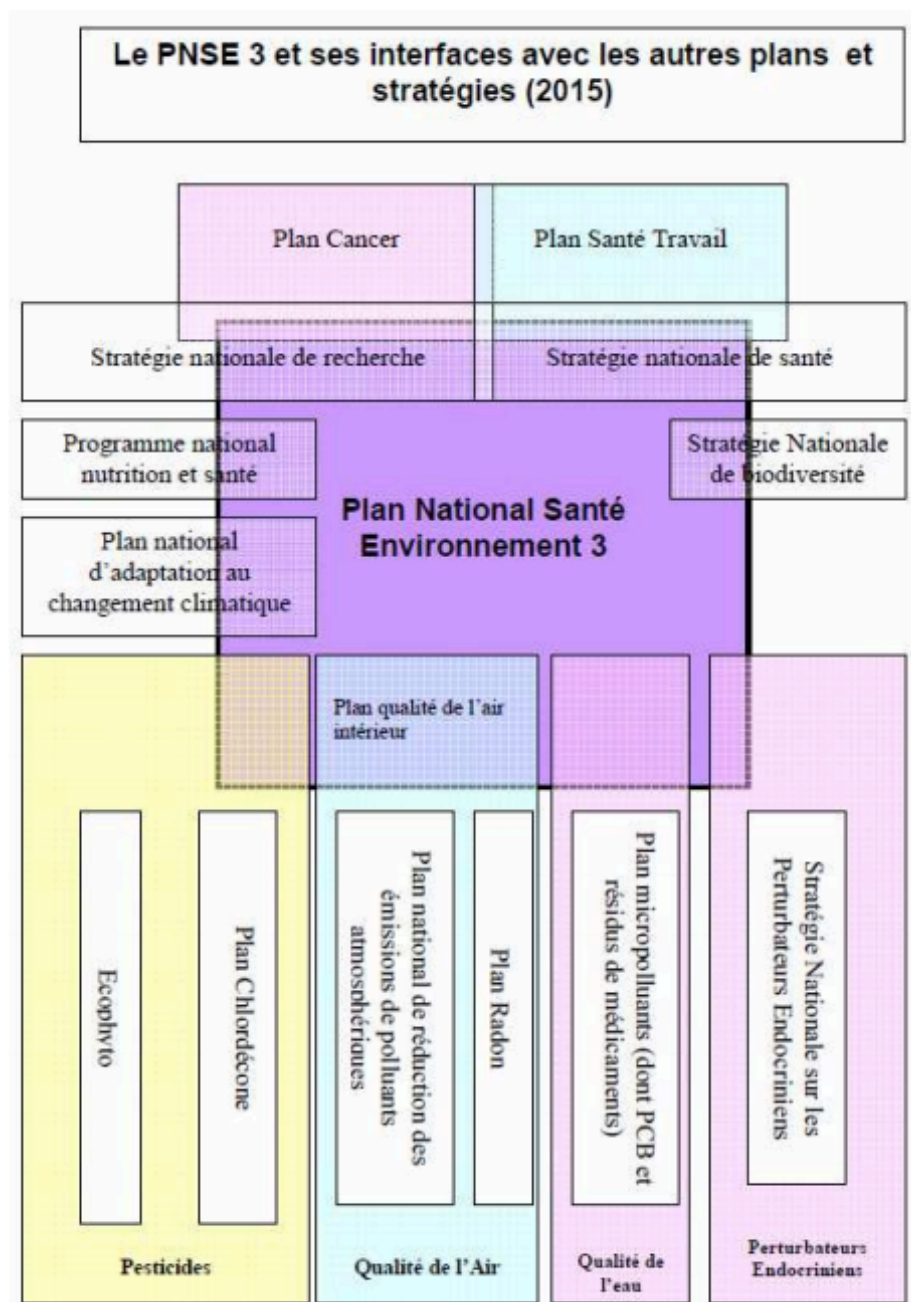 Le PNSE 3 et ses interfaces avec les autres plans et
stratégies (2015)
Plan Cancer
Plan Santé Travail
Stratégie nationale de recherche
Stratégie nationale de santé
Programme national
nutrition et santé
Stratégie Nationale
de biodiversité
Plan National Santé
Environnement 3
Plan national
d'adaptation au
changement climatique
Plan qualité de l'air
intérieur
Ecophyto
Plan Chlordécone
Plan national de réduction des
émissions de polluants
atmosphériques
Plan Radon
Plan micropolluants (dont PCB et
résidus de médicaments)
Stratégie Nationale sur les
Perturbateurs Endocriniens
Pesticides
Qualité de l'Air
Qualité de
l'eau
Perturbateurs
Endocriniens